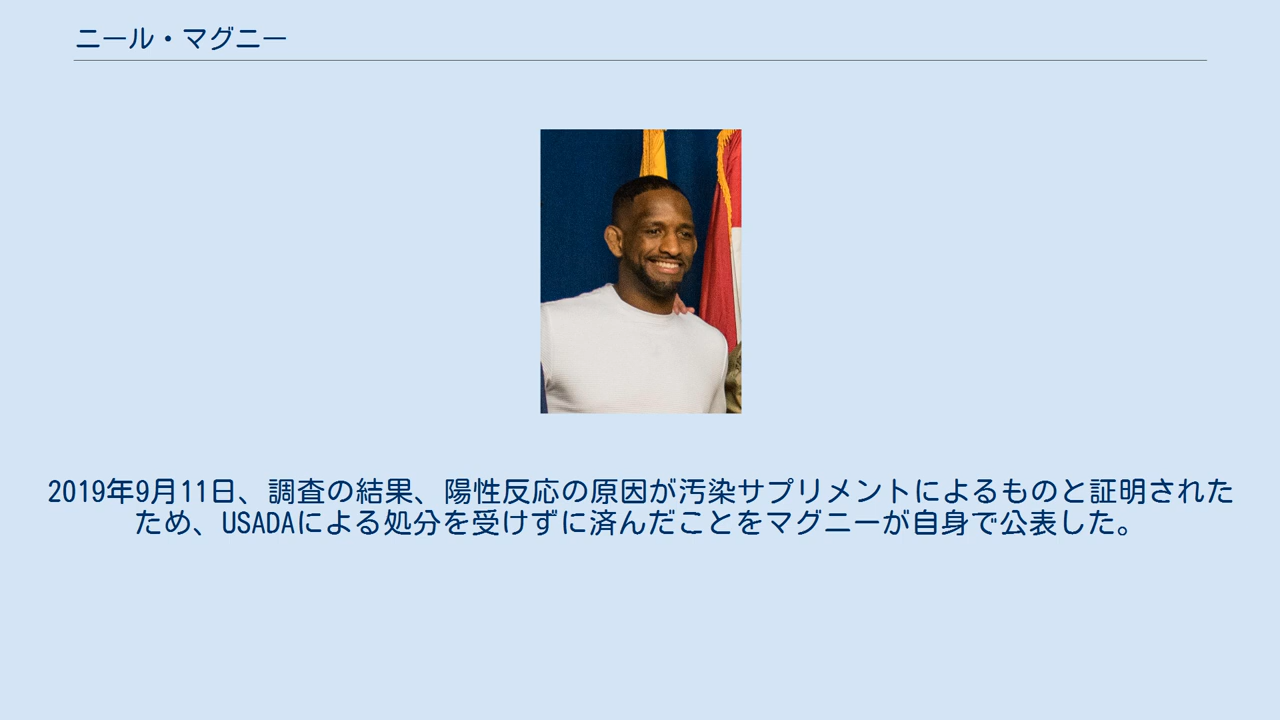 ニール・マグニー
2019年9月11日、調査の結果、陽性反応の原因が汚染サプリメントによるものと証明された
ため、USADAによる処分を受けずに済んだことをマグニーが自身で公表した。